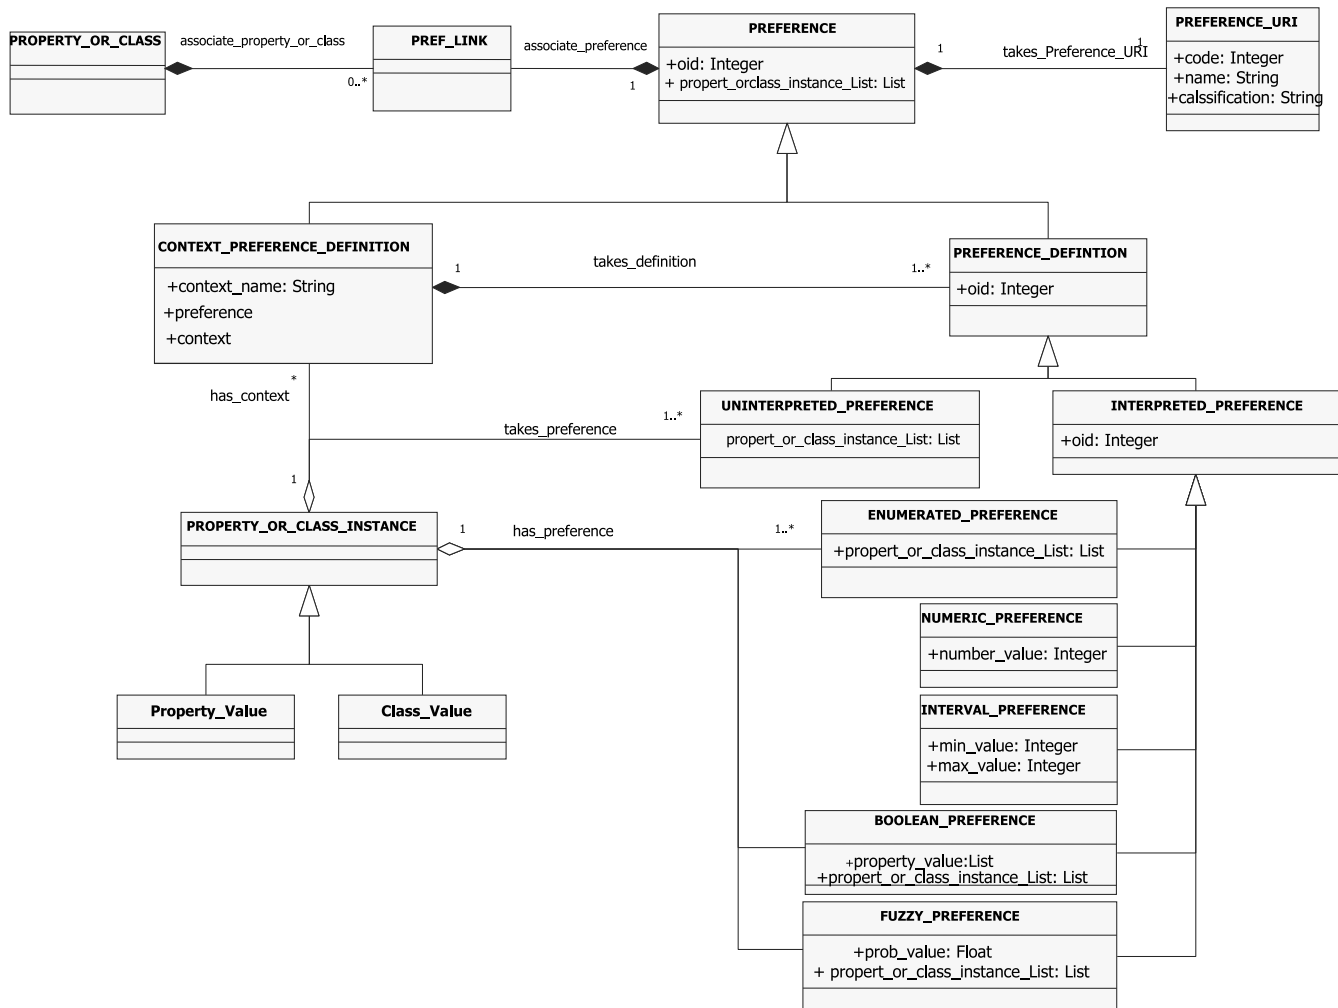 PROPERTY_OR_CLASS
associate_property_or_class
0..*
PREF_LINK
associate_preference
1
PREFERENCE
+oid: Integer
+ propert_orclass_instance_List: List
1
takes_Preference_URI
1
PREFERENCE_URI
+code: Integer
+name: String
+calssification: String
CONTEXT_PREFERENCE_DEFINITION
+context_name: String
+preference
+context
1
takes_definition
1..*
PREFERENCE_DEFINTION
+oid: Integer
*
has_context
takes_preference
1..*
UNINTERPRETED_PREFERENCE
propert_or_class_instance_List: List
INTERPRETED_PREFERENCE
+oid: Integer
1
PROPERTY_OR_CLASS_INSTANCE
1
has_preference
1..*
ENUMERATED_PREFERENCE
+propert_or_class_instance_List: List
NUMERIC_PREFERENCE
+number_value: Integer
Property_Value
Class_Value
INTERVAL_PREFERENCE
+min_value: Integer
+max_value: Integer
BOOLEAN_PREFERENCE
+property_value:List
+propert_or_class_instance_List: List
FUZZY_PREFERENCE
+prob_value: Float
+ propert_or_class_instance_List: List